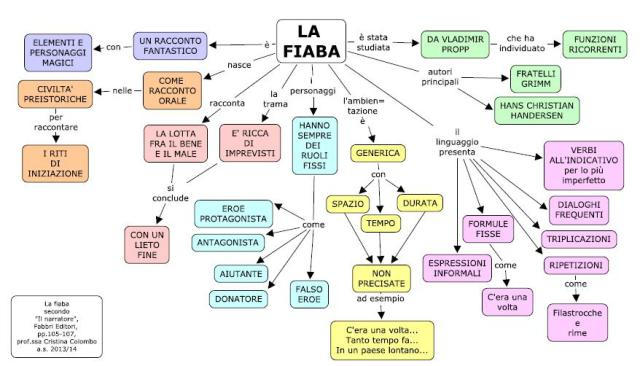 LA
FIABA
è
UN RACCONTO
FANTASTICO
con
ELEMENTI E
PERSONAGGI
MAGICI
nasce
COME
RACCONTO
ORALE
nelle
CIVILTA'
PREISTORICHE
per
raccontare
I RITI
DI
INIZIAZIONE
racconta
LA LOTTA
FRA IL BENE
E IL MALE
la
trama
E' RICCA
DI
IMPREVISTI
si
conclude
CON UN
LIETO
FINE
i
personaggi
HANNO
SEMPRE
DEI
RUOLI
FISSI
come
EROE
PROTAGONISTA
ANTAGONISTA
AIUTANTE
DONATORE
FALSO
EROE
l'ambien=
tazione
è
GENERICA
con
SPAZIO
TEMPO
DURATA
NON
PRECISATE
ad esempio
C'era una volta...
Tanto tempo fa...
In un paese lontano...
è stata
studiata
DA VLADIMIR
PROPP
che ha
individuato
FUNZIONI
RICORRENTI
autori
principali
FRATELLI
GRIMM
HANS CHRISTIAN
HANDERSEN
il
linguaggio
presenta
VERBI
ALL'INDICATIVO
per lo più
imperfetto
DIALOGHI
FREQUENTI
TRIPLICAZIONI
RIPETIZIONI
come
Filastrocche
e
rime
FORMULE
FISSE
come
C'era una
volta
ESPRESSIONI
INFORMALI
La fiaba
secondo
"Il narratore",
Fabbri Editori,
pp.105-107,
prof.ssa Cristina Colombo
a.s. 2013/14